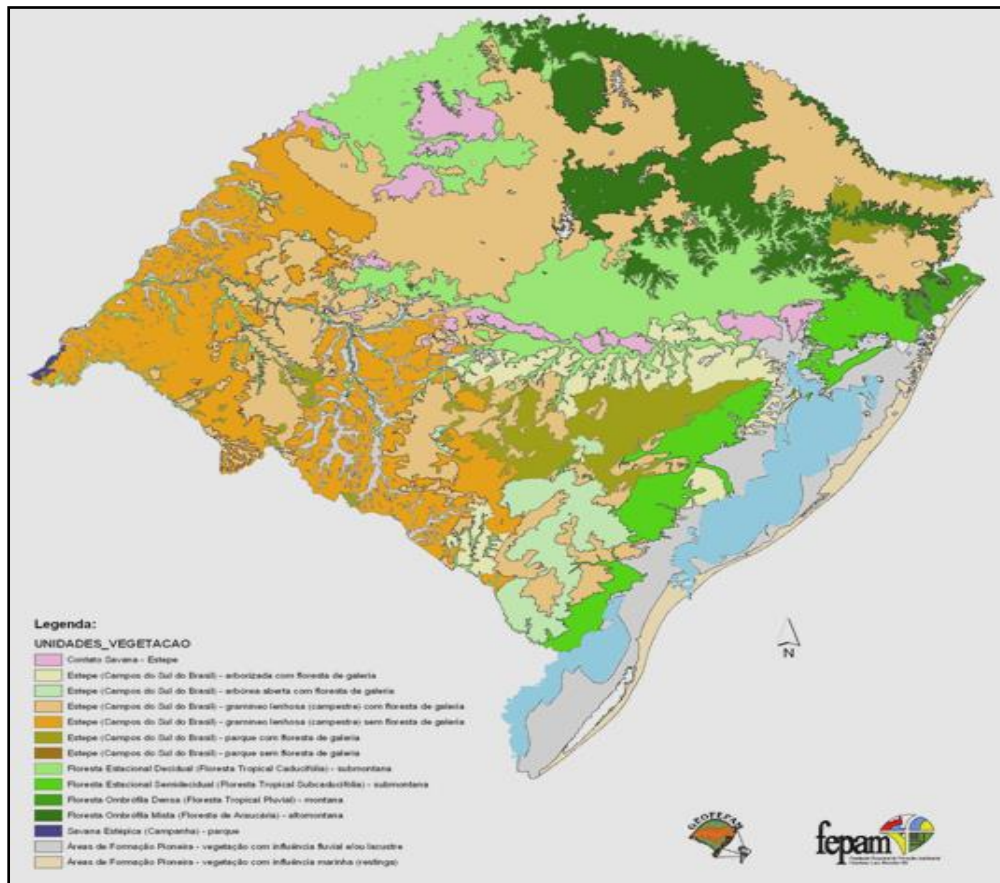 Legenda:
UNIDADES_VEGETACAO
Contato Savana - Estepe
Estepe (Campos do Sul do Brasil) - arborizada com floresta de galeria
Estepe (Campos do Sul do Brasil) - arbórea aberta com floresta de galeria
Estepe (Campos do Sul do Brasil) - gramineo lenhosa (campestre) com floresta de galeria
Estepe (Campos do Sul do Brasil) - gramineo lenhosa (campestre) sem floresta de galeria
Estepe (Campos do Sul do Brasil) - parque com floresta de galeria
Estepe (Campos do Sul do Brasil) - parque sem floresta de galeria
Floresta Estacional Decidual (Floresta Tropical Caducifólia) - submontana
Floresta Estacional Semidecidual (Floresta Tropical Subcaducifólia) - submontana
Floresta Ombrófila Densa (Floresta Tropical Pluvial) - montana
Floresta Ombrófila Mista (Floresta de Araucária) - altomontana
Savana Estépica (Campanha) - parque
Áreas de Formação Pioneira - vegetação com influência fluvial e/ou lacustre
Áreas de Formação Pioneira - vegetação com influência marinha (restinga)
N
GEOFEPAM
fepam